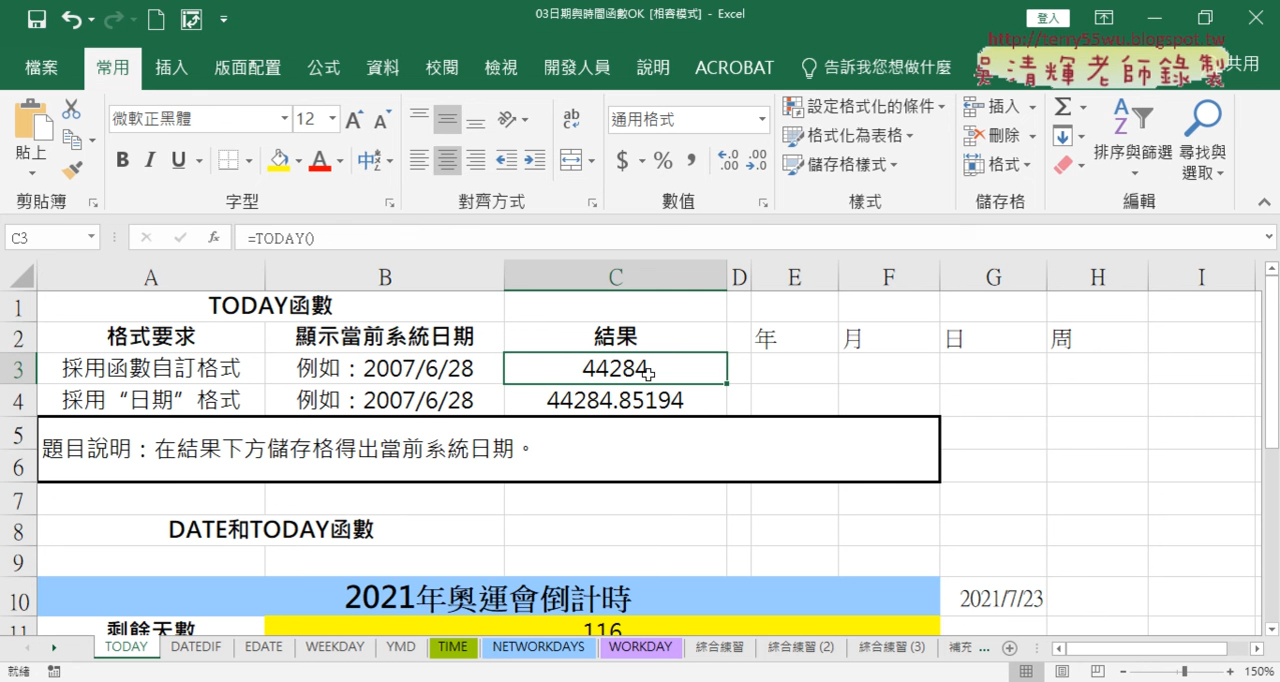 03日期與時間函數OK [相容模式] - Excel
登入
http://terry55wu.blogspot.tw
檔案 常用 插入 版面配置 公式 資料 校閱 檢視 開發人員 說明 ACROBAT 告訴我您想做什麼 共用
吳清輝老師錄製
貼上
剪貼簿
微軟正黑體 12
B I U A 中
字型
ab
對齊方式
通用格式
$ % ,
數值
設定格式化的條件
格式化為表格
儲存格樣式
樣式
插入
刪除
格式
儲存格
排序與篩選
尋找與
選取
編輯
C3 fx =TODAY()
A B C D E F G H I
1 TODAY函數
2 格式要求 顯示當前系統日期 結果 年 月 日 周
3 採用函數自訂格式 例如：2007/6/28 44284
4 採用“日期”格式 例如：2007/6/28 44284.85194
5
題目說明：在結果下方儲存格得出當前系統日期。
6
7
8 DATE和TODAY函數
9
10 2021年奧運會倒計時 2021/7/23
11 剩餘天數 116
TODAY DATEDIF EDATE WEEKDAY YMD TIME NETWORKDAYS WORKDAY 綜合練習 綜合練習 (2) 綜合練習 (3) 補充 ...
就緒 150%